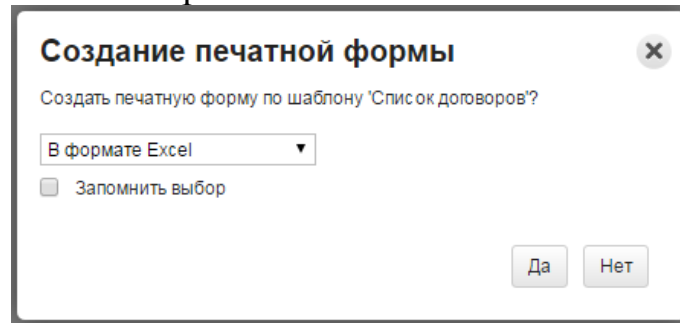 Создание печатной формы
Создать печатную форму по шаблону 'Список договоров'?
В формате Excel
Запомнить выбор
Да Нет